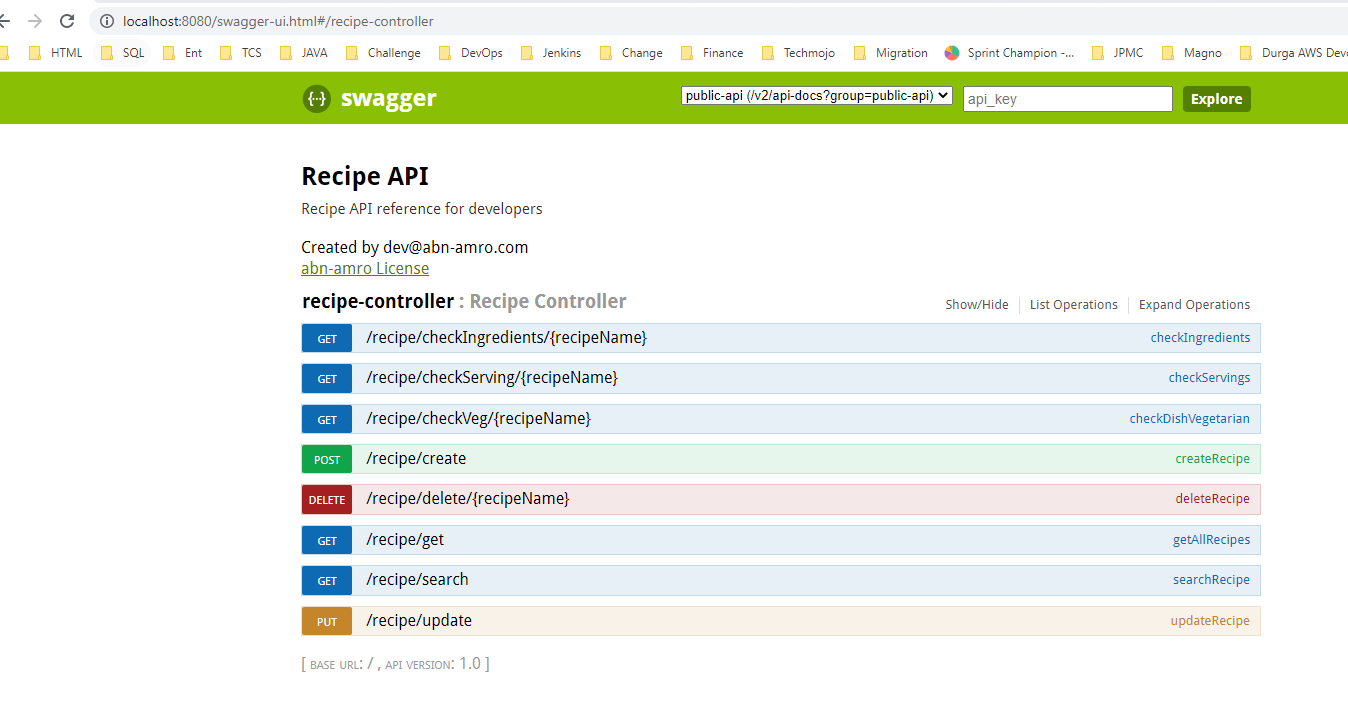 localhost:8080/swagger-ui.html#/recipe-controller
HTML SQL Ent TCS JAVA Challenge DevOps Jenkins Change Finance Techmojo Migration Sprint Champion -... JPMC Magno Durga AWS Dev
{··} swagger public-api (/v2/api-docs?group=public-api) api_key Explore
Recipe API
Recipe API reference for developers
Created by dev@abn-amro.com
abn-amro License
recipe-controller : Recipe Controller Show/Hide List Operations Expand Operations
GET /recipe/checkIngredients/{recipeName} checkIngredients
GET /recipe/checkServing/{recipeName} checkServings
GET /recipe/checkVeg/{recipeName} checkDishVegetarian
POST /recipe/create createRecipe
DELETE /recipe/delete/{recipeName} deleteRecipe
GET /recipe/get getAllRecipes
GET /recipe/search searchRecipe
PUT /recipe/update updateRecipe
[ BASE URL: / , API VERSION: 1.0 ]